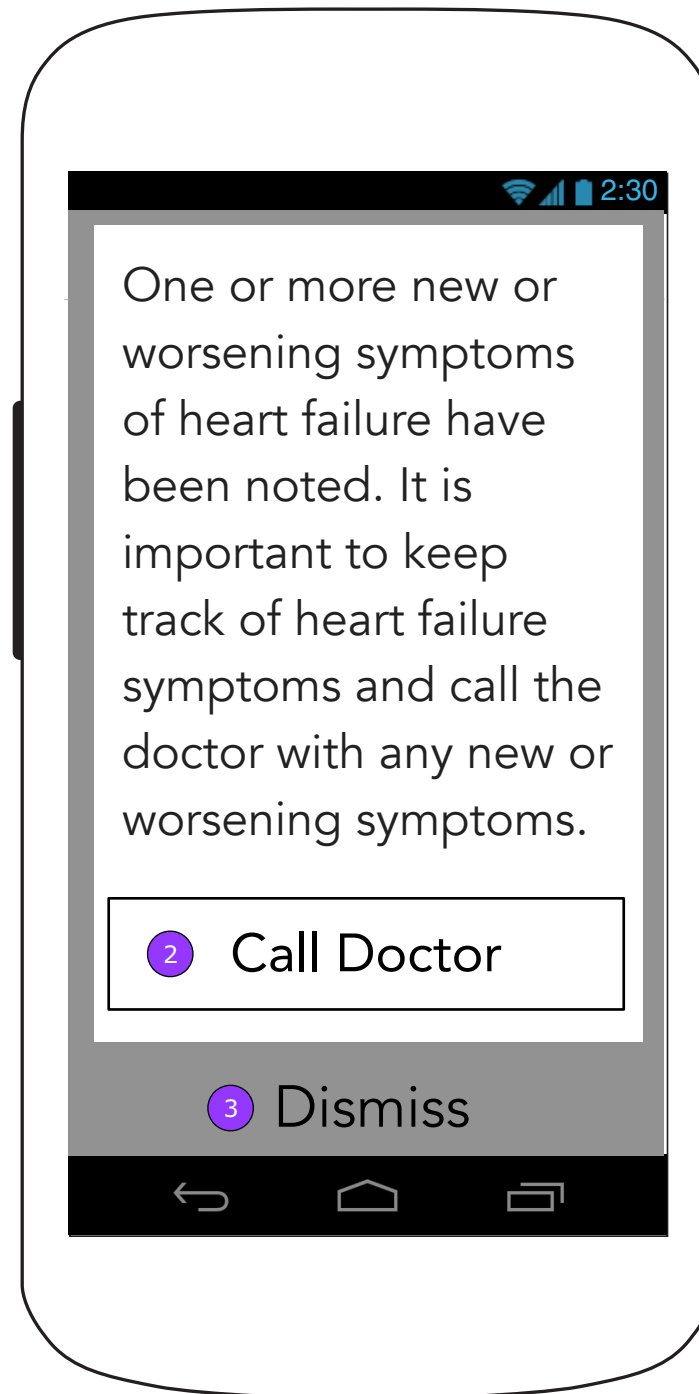 2:30
One or more new or
worsening symptoms
of heart failure have
been noted. It is
important to keep
track of heart failure
symptoms and call the
doctor with any new or
worsening symptoms.
2 Call Doctor
3 Dismiss